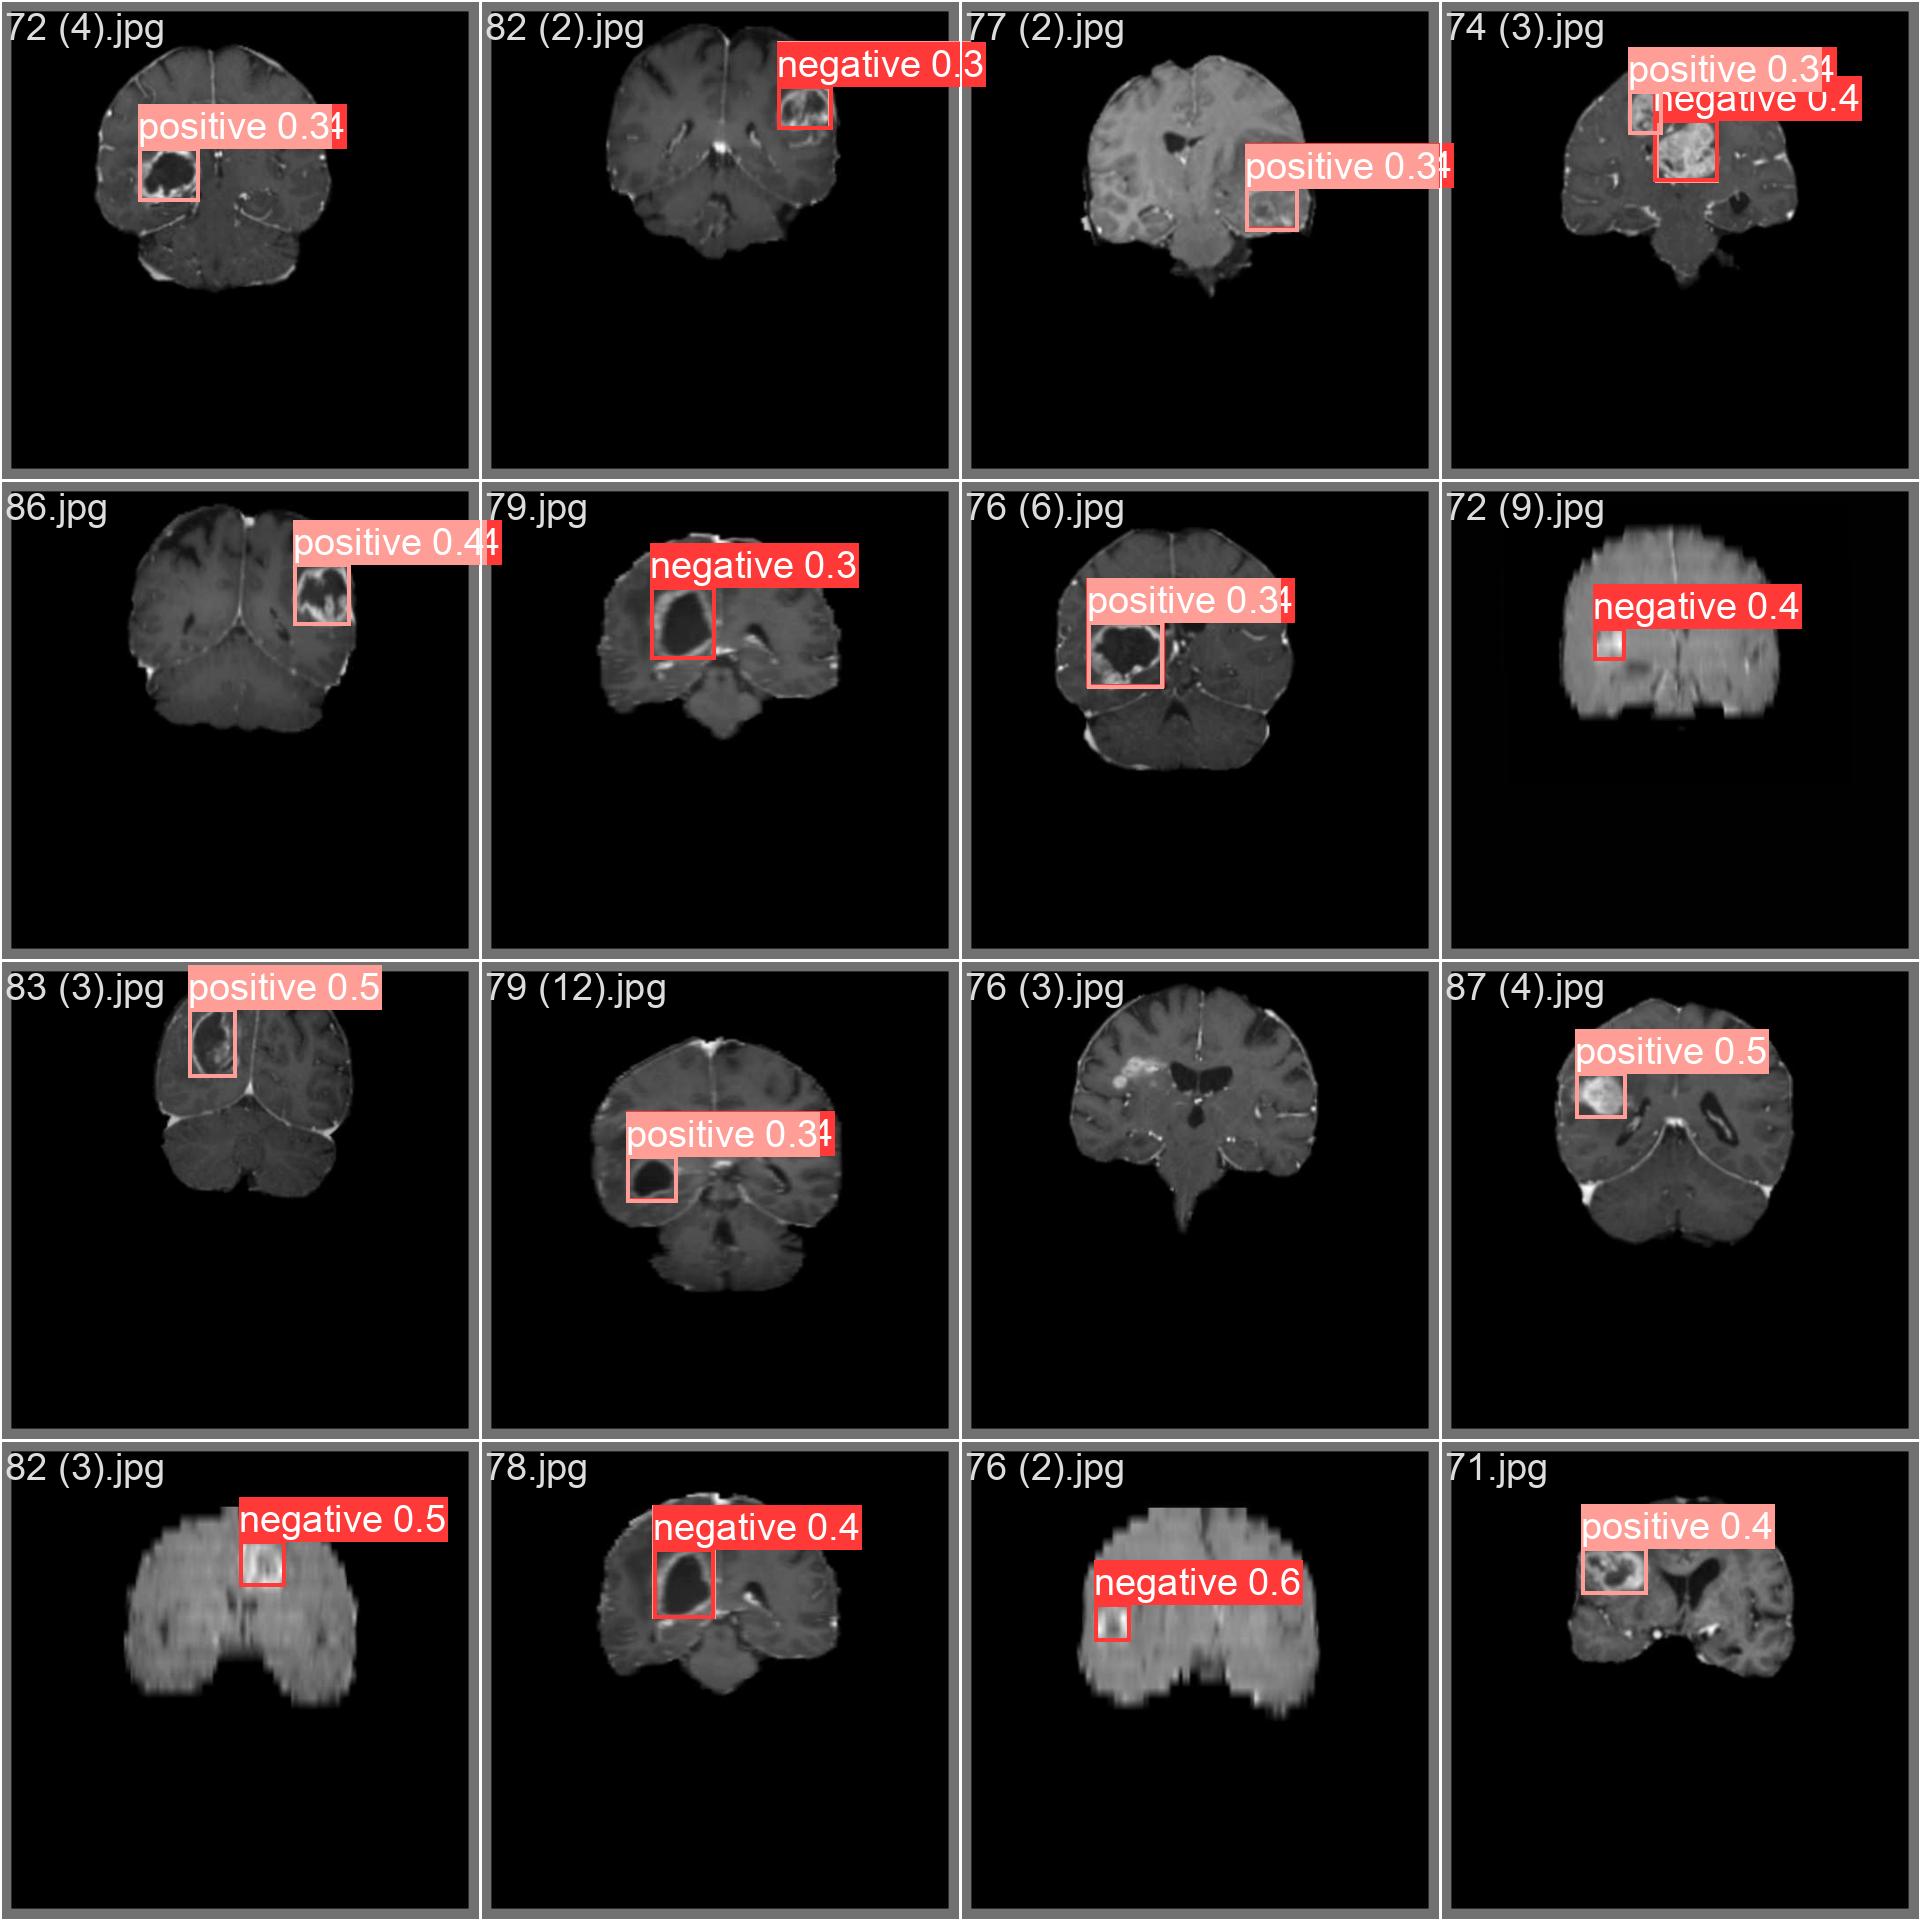 72 (4).jpg
positive 0.3
82 (2).jpg
negative 0.3
77 (2).jpg
positive 0.3
74 (3).jpg
positive 0.3
negative 0.4
86.jpg
positive 0.4
79.jpg
negative 0.3
76 (6).jpg
positive 0.3
72 (9).jpg
negative 0.4
83 (3).jpg
positive 0.5
79 (12).jpg
positive 0.3
76 (3).jpg
87 (4).jpg
positive 0.5
82 (3).jpg
negative 0.5
78.jpg
negative 0.4
76 (2).jpg
negative 0.6
71.jpg
positive 0.4